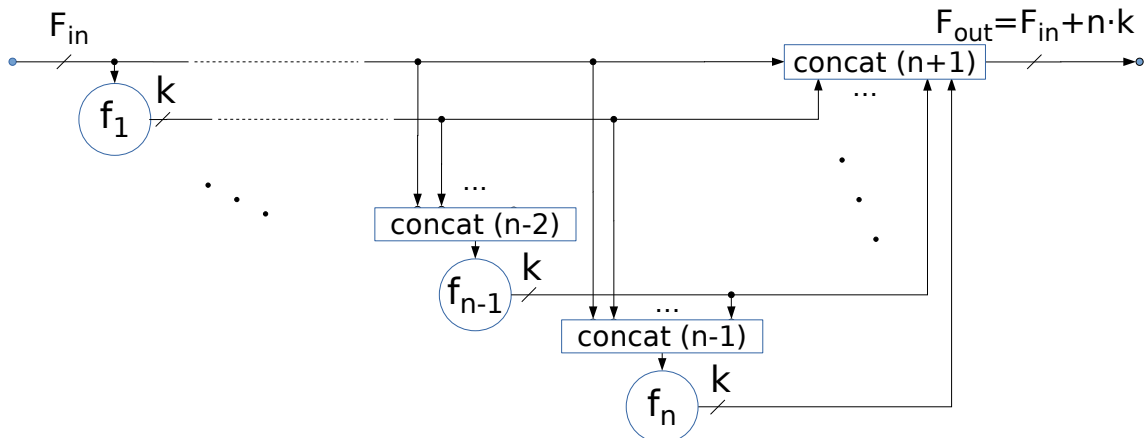 F_in
F_out=F_in+n·k
concat (n+1)
...
k
f_1
...
concat (n-2)
k
f_n-1
...
concat (n-1)
k
f_n